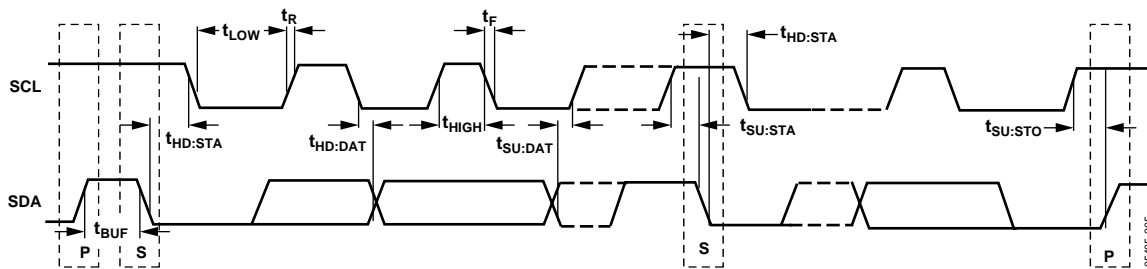 tR
tF
tLOW
tHD:STA
SCL
tHD:STA
tHD:DAT
tHIGH
tSU:DAT
tSU:STA
tSU:STO
SDA
tBUF
P
S
S
P